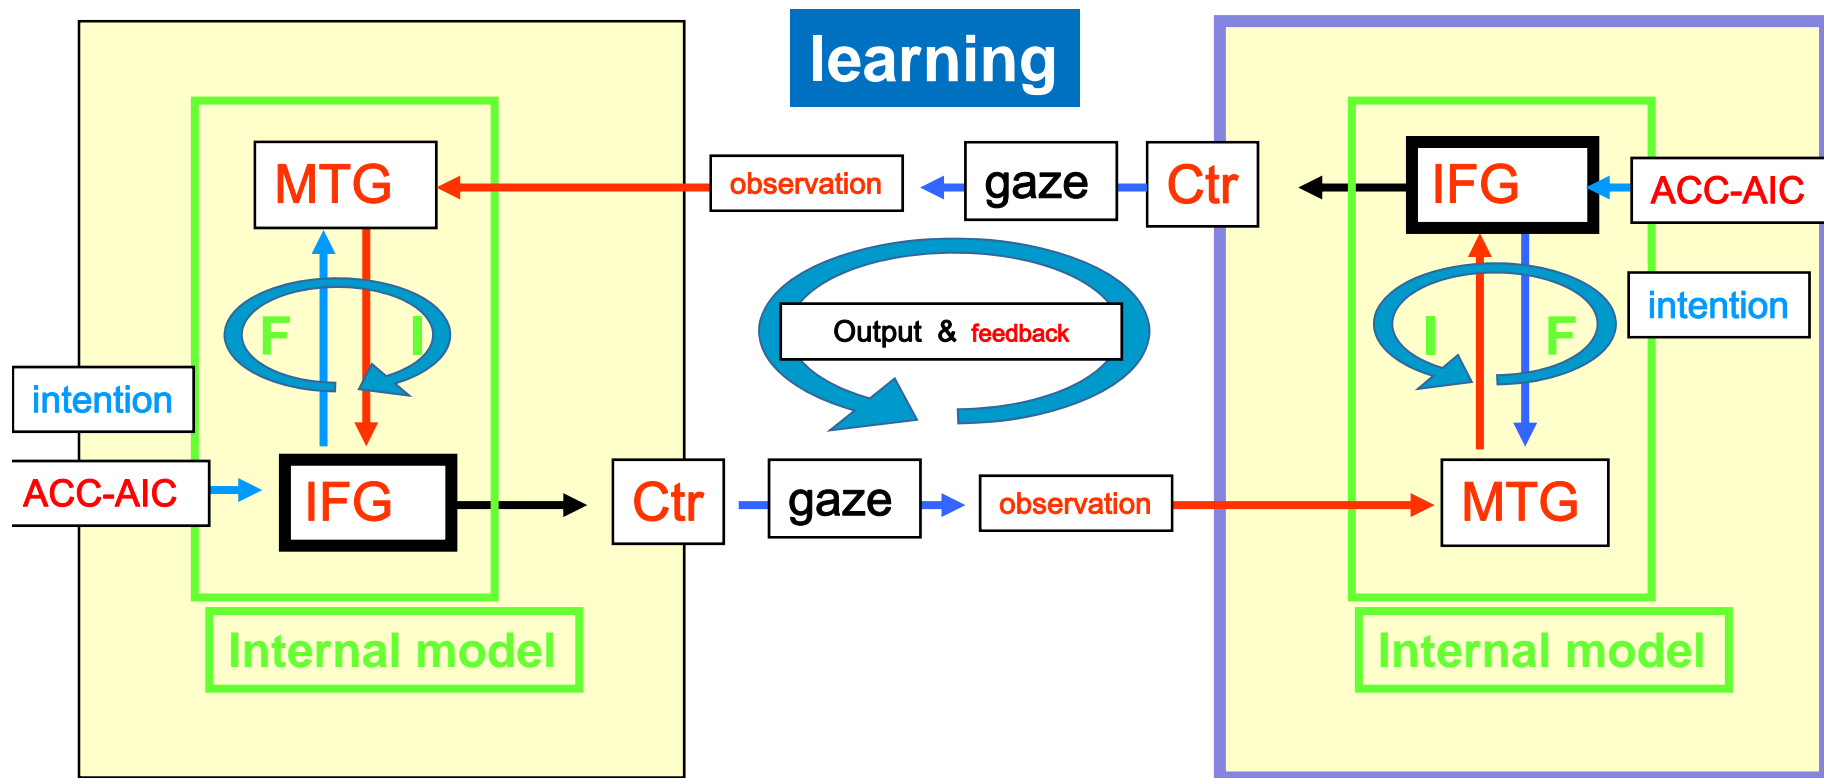 learning
MTG
observation
gaze
Ctr
IFG
ACC-AIC
F
I
Output & feedback
I
F
intention
intention
ACC-AIC
IFG
Ctr
gaze
observation
MTG
Internal model
Internal model